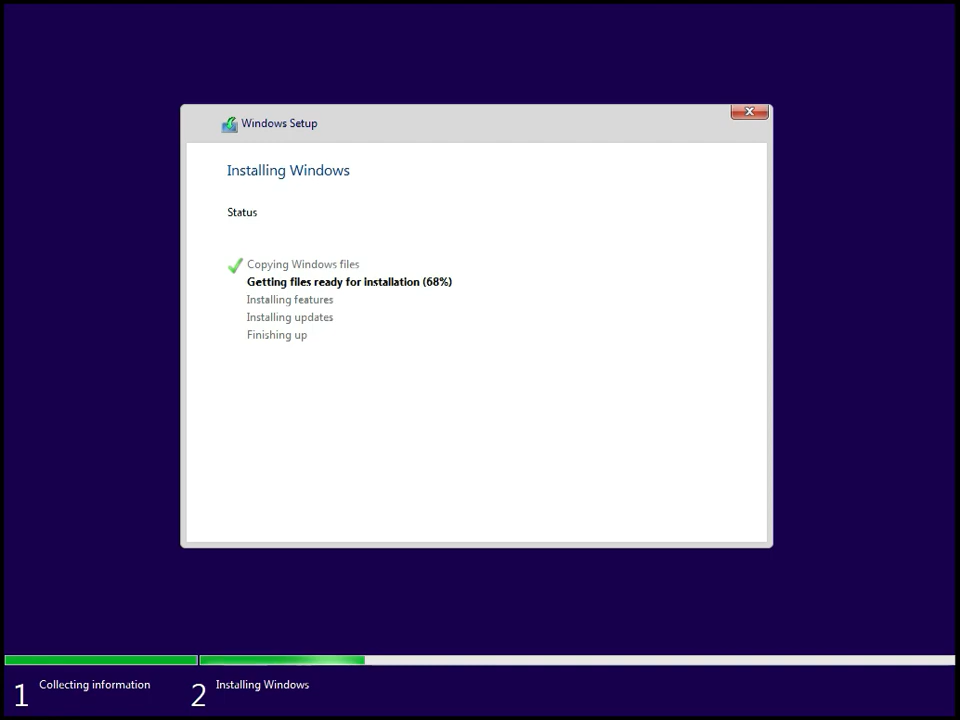 Windows Setup
Installing Windows
Status
Copying Windows files
Getting files ready for installation (68%)
Installing features
Installing updates
Finishing up
1 Collecting information
2 Installing Windows